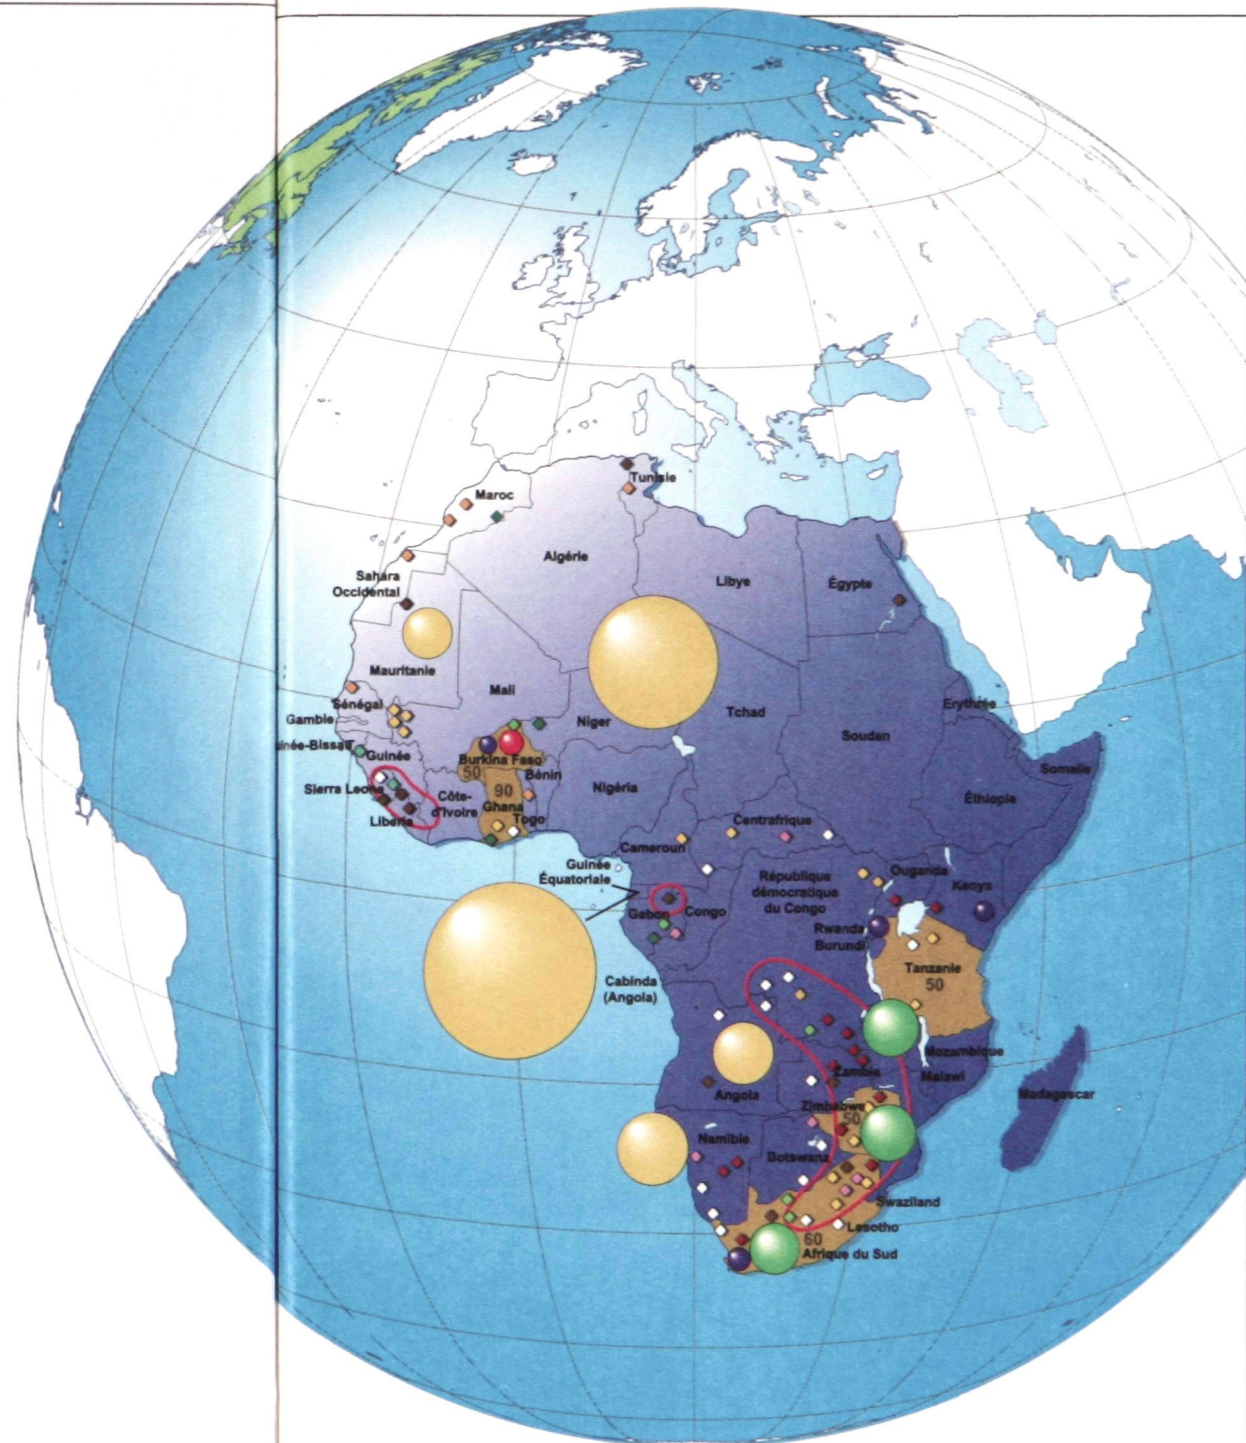 Tunisie
Maroc
Algérie
Libye
Égypte
Sahara
Occidental
Mauritanie
Mali
Niger
Tchad
Soudan
Erythrée
Sénégal
Gambie
Guinée
Burkina Faso
50
90
Bénin
Nigéria
Somalie
Éthiopie
Sierra Leone
Liberia
Côte-
d'Ivoire
Ghana
Togo
Cameroun
Centrafrique
Guinée
Équatoriale
Gabon
Congo
République
démocratique
du Congo
Ouganda
Kenya
Rwanda
Burundi
Tanzanie
50
Cabinda
(Angola)
Mozambique
Malawi
Zambie
Angola
Madagascar
Zimbabwe
50
Namibie
Botswana
Swaziland
Lesotho
60
Afrique du Sud